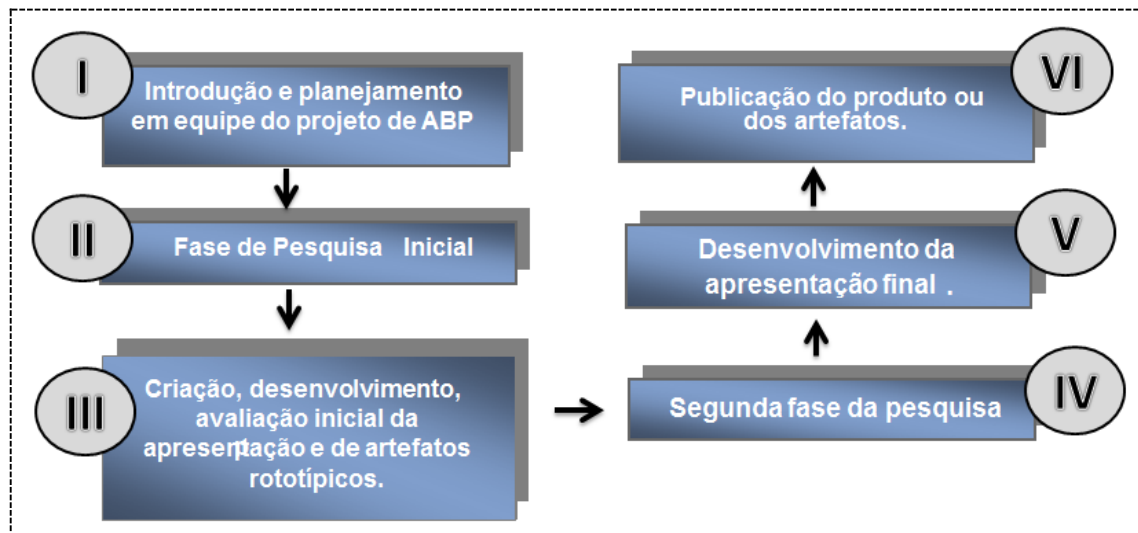 I
Introdução e planejamento
em equipe do projeto de ABP
II
Fase de Pesquisa Inicial
III
Criação, desenvolvimento,
avaliação inicial da
apresentação e de artefatos
rototípicos.
IV
Segunda fase da pesquisa
V
Desenvolvimento da
apresentação final .
VI
Publicação do produto ou
dos artefatos.